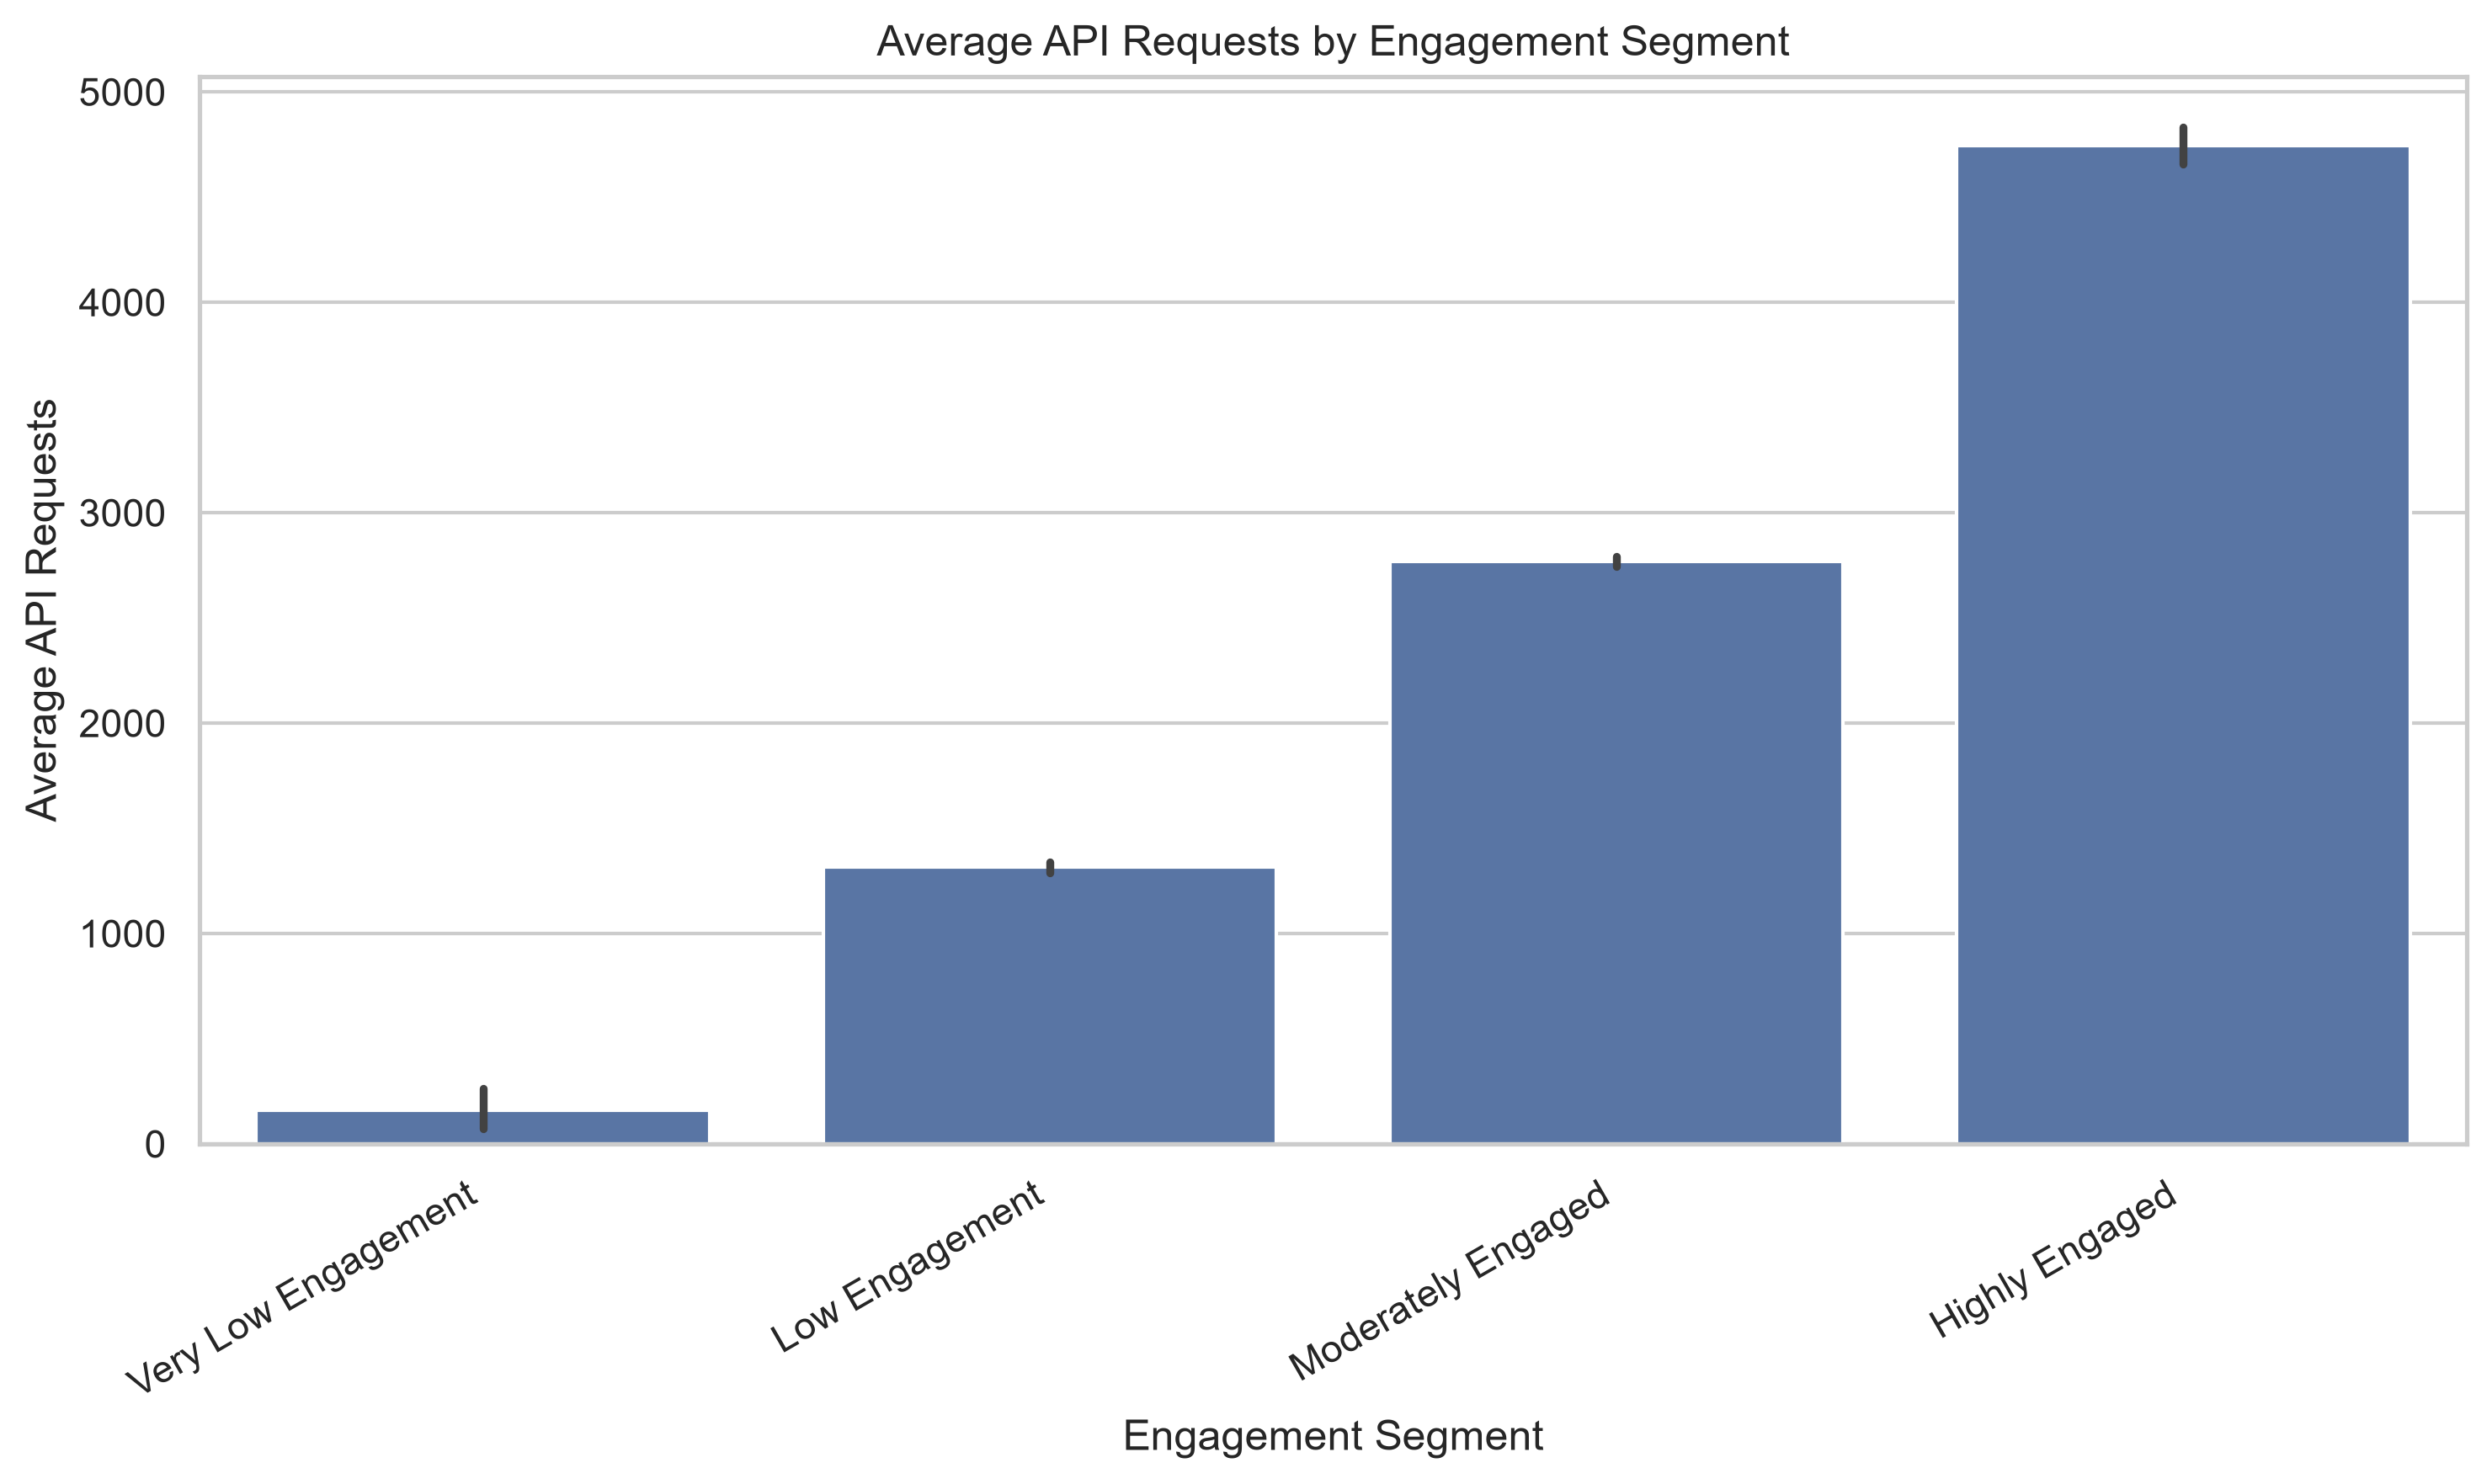 Average API Requests by Engagement Segment
Average API Requests
5000
4000
3000
2000
1000
0
Very Low Engagement
Low Engagement
Moderately Engaged
Highly Engaged
Engagement Segment